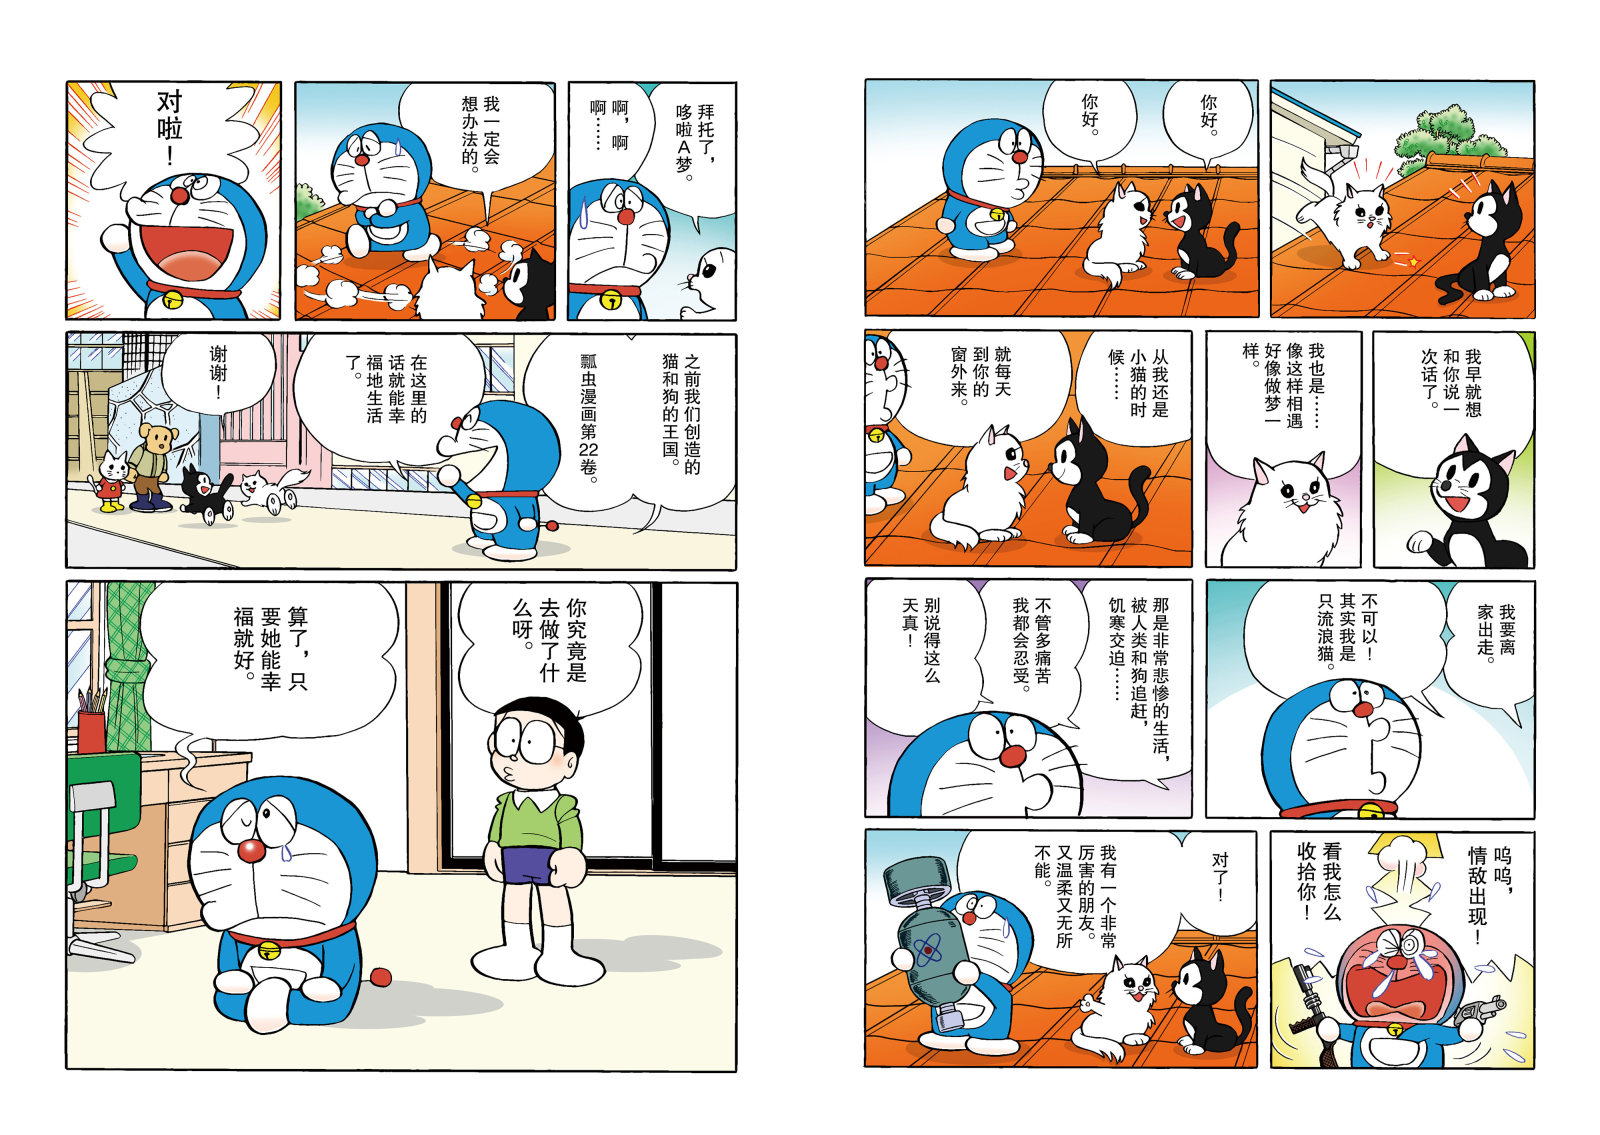 你好。
你好。
我早就想
和你说一
次话了。
我也是……
像这样相遇
好像做梦一
样。
从我还是
小猫的时
候……
就每天
到你的
窗外来。
我要离
家出走。
不可以！
其实我是
只流浪猫。
那是非常悲惨的生活，
被人类和狗追赶，
饥寒交迫……
不管多痛苦
我都会忍受。
别说得这么
天真！
呜呜，
情敌出现！
看我怎么
收拾你！
对了！
我有一个非常
厉害的朋友。
又温柔又无所
不能。
拜托了，
哆啦A梦。
啊，啊
啊……
我一定会
想办法的。
对啦！
之前我们创造的
猫和狗的王国。
瓢虫漫画第22卷。
在这里的
话就能幸
福地生活
了。
谢谢！
你究竟是
去做了什
么呀。
算了，只
要她能幸
福就好。